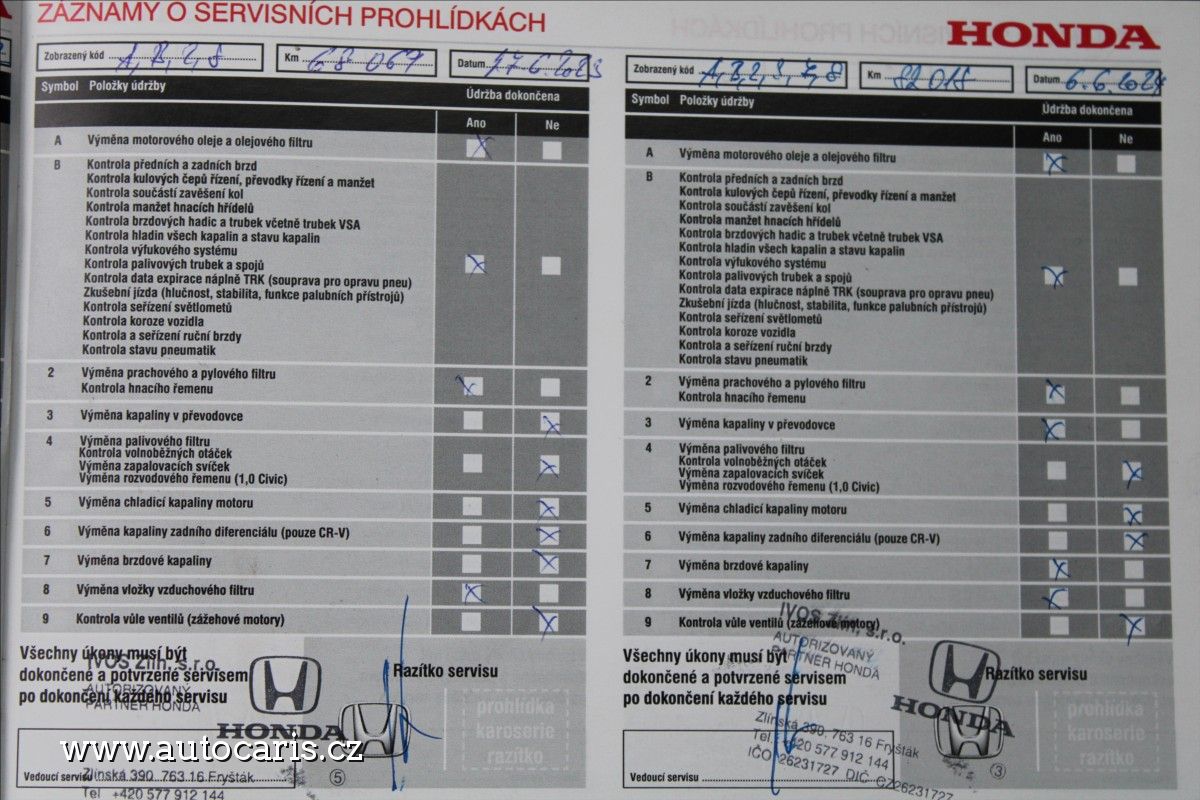 ZÁZNAMY O SERVISNÍCH PROHLÍDKÁCH
Zobrazený kód A, B, 2, 8
Km 68 067
Datum 17.6.2023
Symbol Položky údržby
Údržba dokončena
Ano Ne
A Výměna motorového oleje a olejového filtru
B Kontrola předních a zadních brzd
Kontrola kulových čepů řízení, převodky řízení a manžet
Kontrola součástí zavěšení kol
Kontrola manžet hnacích hřídelů
Kontrola brzdových hadic a trubek včetně trubek VSA
Kontrola hladin všech kapalin a stavu kapalin
Kontrola výfukového systému
Kontrola palivových trubek a spojů
Kontrola data expirace náplně TRK (souprava pro opravu pneu)
Zkušební jízda (hlučnost, stabilita, funkce palubních přístrojů)
Kontrola seřízení světlometů
Kontrola koroze vozidla
Kontrola a seřízení ruční brzdy
Kontrola stavu pneumatik
2 Výměna prachového a pylového filtru
Kontrola hnacího řemenu
3 Výměna kapaliny v převodovce
4 Výměna palivového filtru
Kontrola volnoběžných otáček
Výměna zapalovacích svíček
Výměna rozvodového řemenu (1,0 Civic)
5 Výměna chladicí kapaliny motoru
6 Výměna kapaliny zadního diferenciálu (pouze CR-V)
7 Výměna brzdové kapaliny
8 Výměna vložky vzduchového filtru
9 Kontrola vůle ventilů (zážehové motory)
Všechny úkony musí být
dokončené a potvrzené servisem
po dokončení každého servisu
Razítko servisu
IVOS Zlín, s.r.o.
AUTORIZOVANÝ
PARTNER HONDA
HONDA
prohlídka
karoserie
razítko
Vedoucí servisu
Zlínská 390, 763 16 Fryšták
Tel +420 577 912 144
5
www.autocaris.cz
HONDA
Zobrazený kód A, B, 2, 3, 7, 8
Km 82 018
Datum 6.6.2024
Symbol Položky údržby
Údržba dokončena
Ano Ne
A Výměna motorového oleje a olejového filtru
B Kontrola předních a zadních brzd
Kontrola kulových čepů řízení, převodky řízení a manžet
Kontrola součástí zavěšení kol
Kontrola manžet hnacích hřídelů
Kontrola brzdových hadic a trubek včetně trubek VSA
Kontrola hladin všech kapalin a stavu kapalin
Kontrola výfukového systému
Kontrola palivových trubek a spojů
Kontrola data expirace náplně TRK (souprava pro opravu pneu)
Zkušební jízda (hlučnost, stabilita, funkce palubních přístrojů)
Kontrola seřízení světlometů
Kontrola koroze vozidla
Kontrola a seřízení ruční brzdy
Kontrola stavu pneumatik
2 Výměna prachového a pylového filtru
Kontrola hnacího řemenu
3 Výměna kapaliny v převodovce
4 Výměna palivového filtru
Kontrola volnoběžných otáček
Výměna zapalovacích svíček
Výměna rozvodového řemenu (1,0 Civic)
5 Výměna chladicí kapaliny motoru
6 Výměna kapaliny zadního diferenciálu (pouze CR-V)
7 Výměna brzdové kapaliny
8 Výměna vložky vzduchového filtru
9 Kontrola vůle ventilů (zážehové motory)
Všechny úkony musí být
dokončené a potvrzené servisem
po dokončení každého servisu
Razítko servisu
IVOS Zlín, s.r.o.
AUTORIZOVANÝ
PARTNER HONDA
HONDA
prohlídka
karoserie
razítko
Vedoucí servisu
Zlínská 390, 763 16 Fryšták
Tel. +420 577 912 144
IČO 26231727 DIČ CZ26231727
3